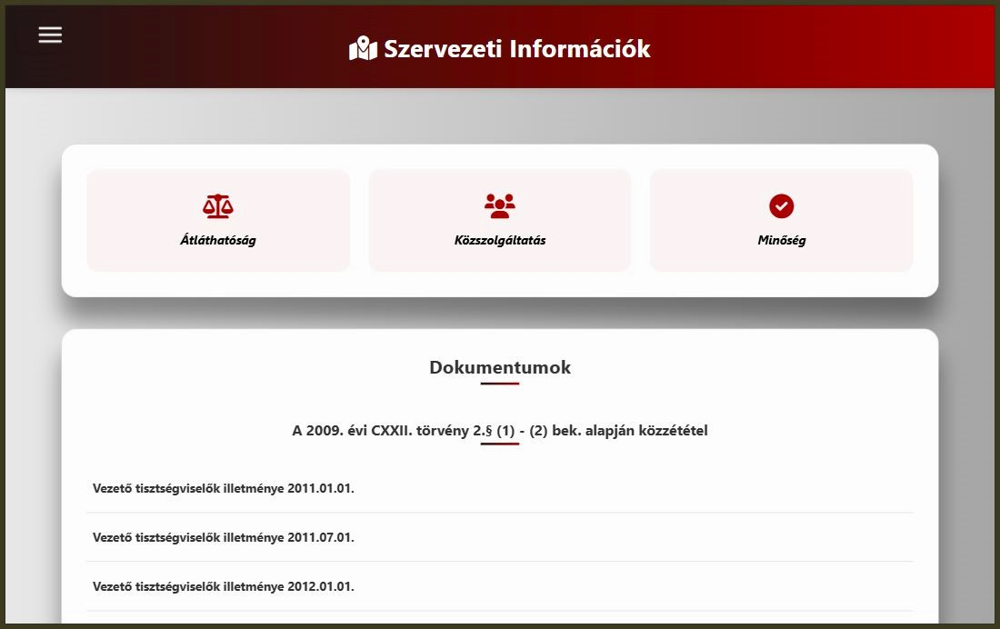 Szervezeti Információk
Átláthatóság
Közszolgáltatás
Minőség
Dokumentumok
A 2009. évi CXXII. törvény 2.§ (1) - (2) bek. alapján közzététel
Vezető tisztségviselők illetménye 2011.01.01.
Vezető tisztségviselők illetménye 2011.07.01.
Vezető tisztségviselők illetménye 2012.01.01.